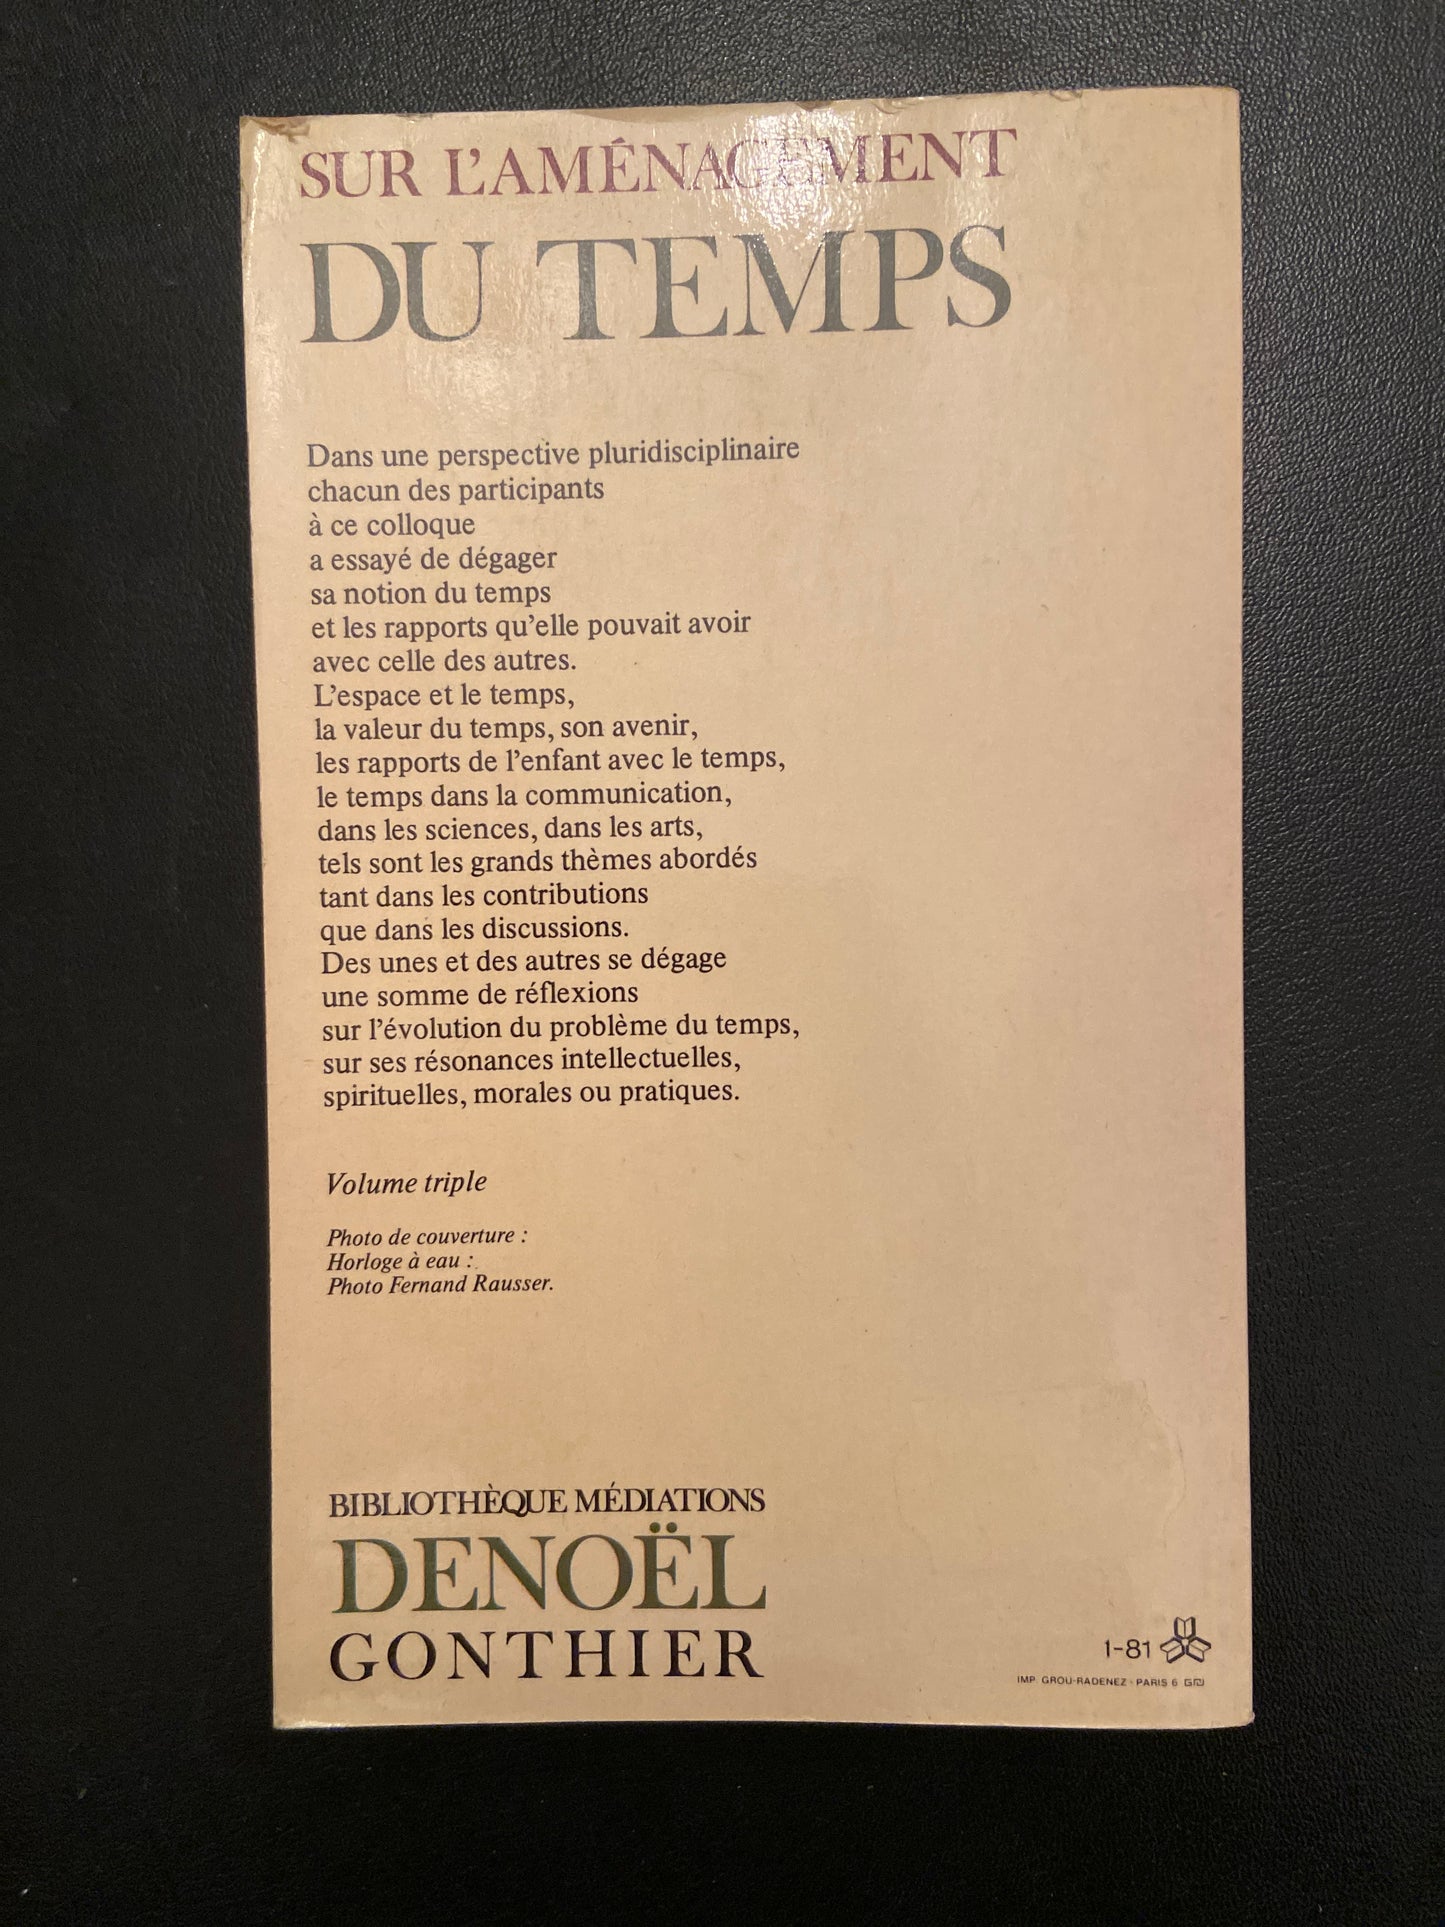 SUR L'AMÉNAGEMENT
DU TEMPS
Dans une perspective pluridisciplinaire
chacun des participants
à ce colloque
a essayé de dégager
sa notion du temps
et les rapports qu'elle pouvait avoir
avec celle des autres.
L'espace et le temps,
la valeur du temps, son avenir,
les rapports de l'enfant avec le temps,
le temps dans la communication,
dans les sciences, dans les arts,
tels sont les grands thèmes abordés
tant dans les contributions
que dans les discussions.
Des unes et des autres se dégage
une somme de réflexions
sur l'évolution du problème du temps,
sur ses résonances intellectuelles,
spirituelles, morales ou pratiques.
Volume triple
Photo de couverture :
Horloge à eau :
Photo Fernand Rausser.
BIBLIOTHÈQUE MÉDIATIONS
DENOËL
GONTHIER
1-81
IMP. GROU-RADENEZ - PARIS 6